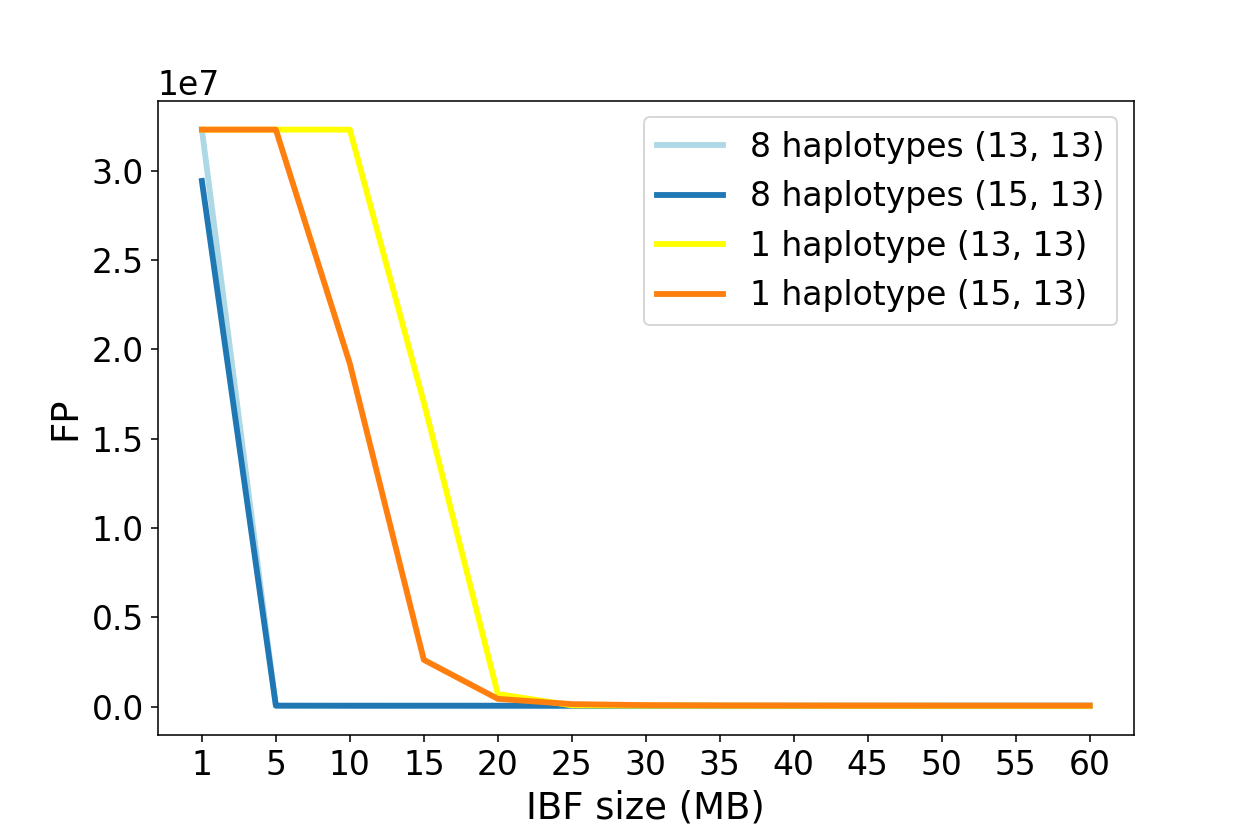 1e7
8 haplotypes (13, 13)
8 haplotypes (15, 13)
1 haplotype (13, 13)
1 haplotype (15, 13)
3.0
2.5
2.0
1.5
1.0
0.5
0.0
FP
1 5 10 15 20 25 30 35 40 45 50 55 60
IBF size (MB)